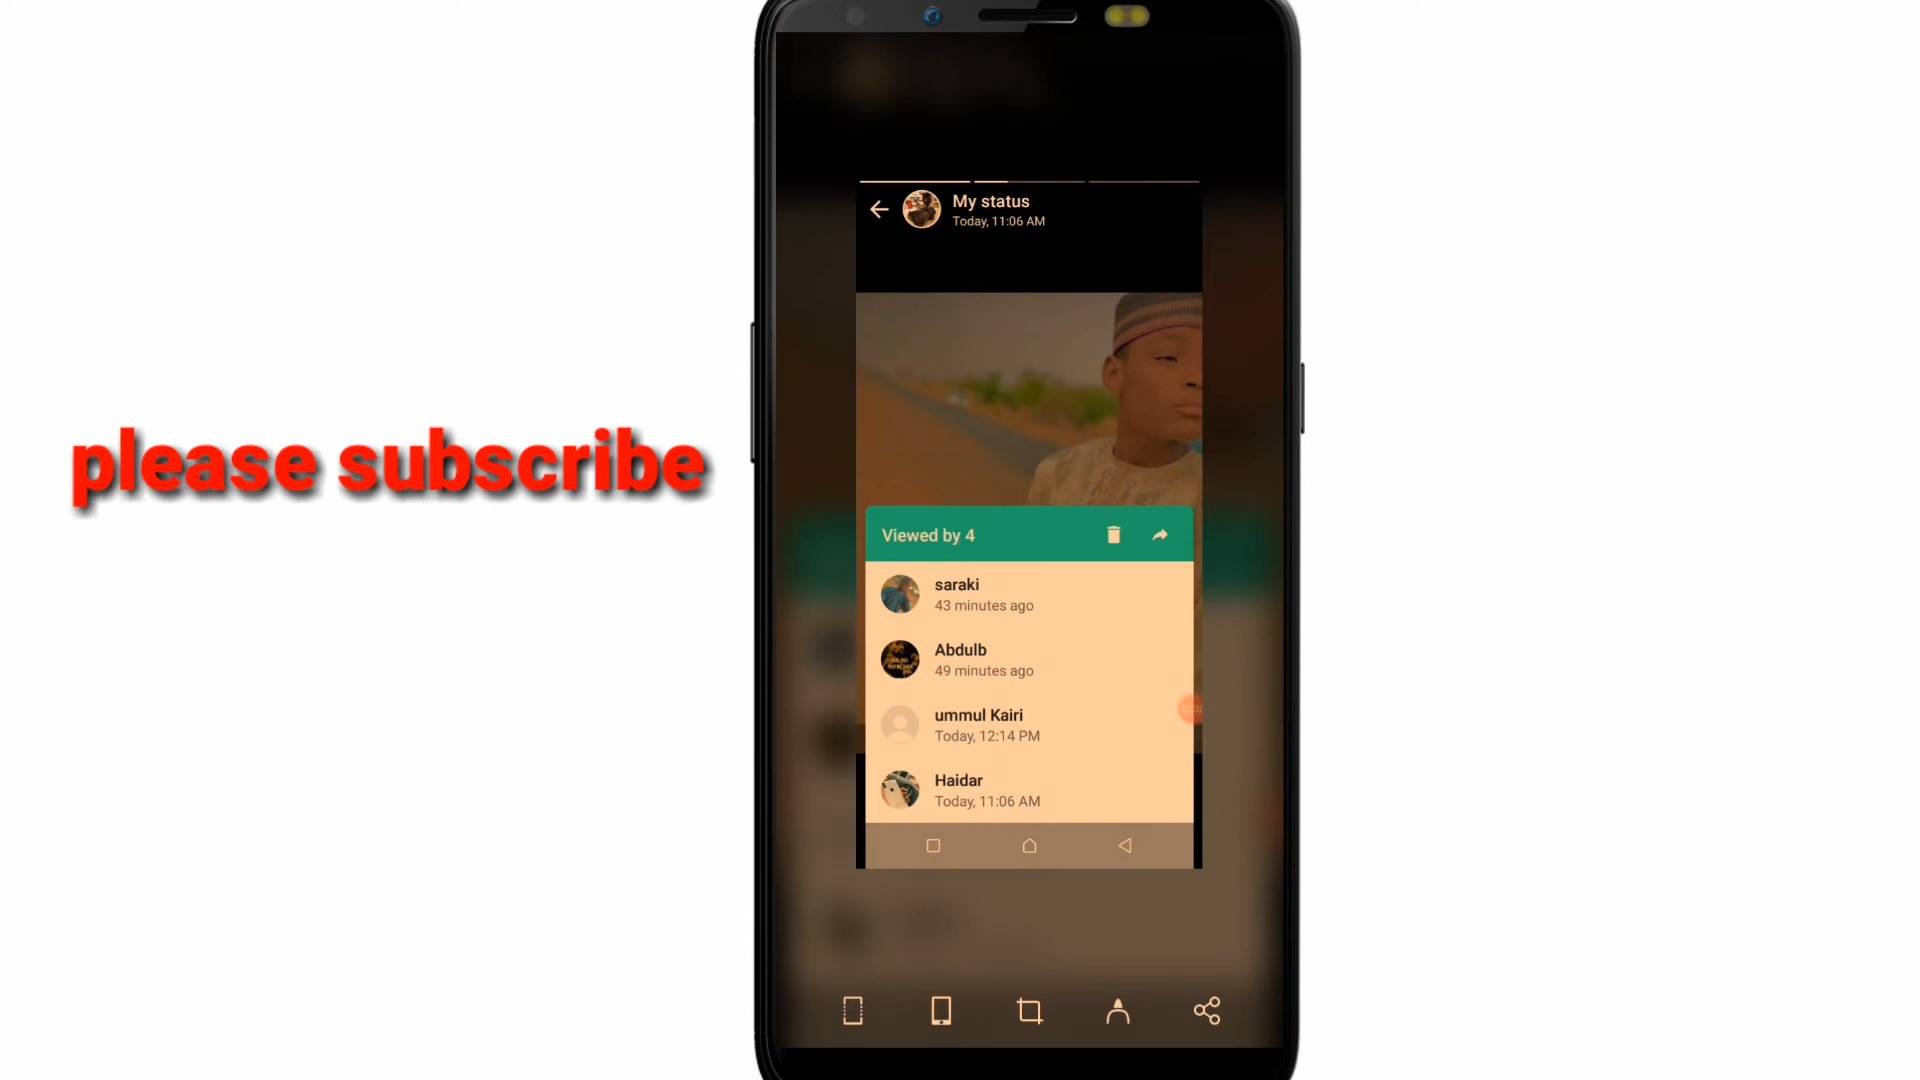 My status
Today, 11:06 AM
please subscribe
Viewed by 4
saraki
43 minutes ago
Abdulb
49 minutes ago
ummul Kairi
Today, 12:14 PM
Haidar
Today, 11:06 AM